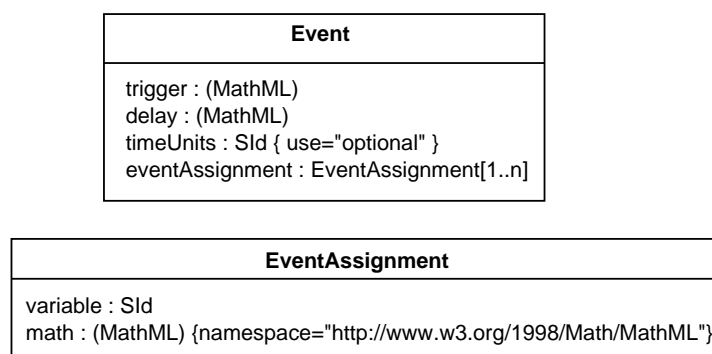 Event
trigger : (MathML)
delay : (MathML)
timeUnits : SId { use="optional" }
eventAssignment : EventAssignment[1..n]
EventAssignment
variable : SId
math : (MathML) {namespace="http://www.w3.org/1998/Math/MathML"}